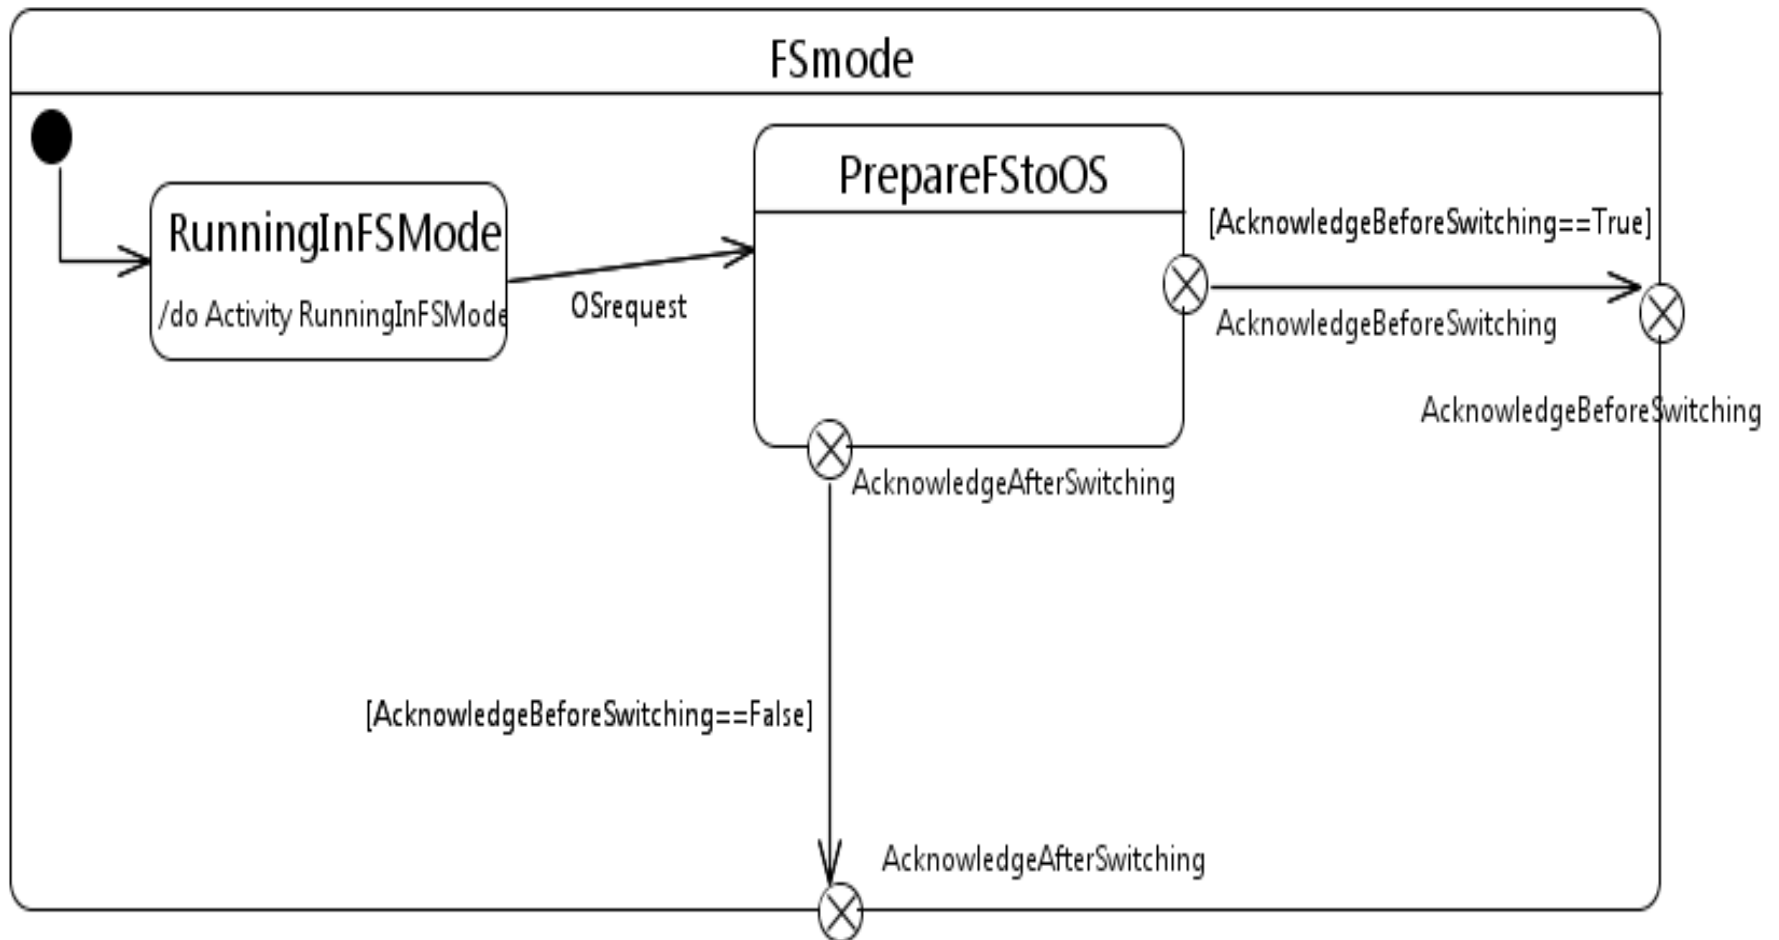 FSmode
PrepareFStoOS
RunningInFSMode
/do Activity RunningInFSMode
OSrequest
[AcknowledgeBeforeSwitching==True]
AcknowledgeBeforeSwitching
AcknowledgeBeforeSwitching
AcknowledgeAfterSwitching
[AcknowledgeBeforeSwitching==False]
AcknowledgeAfterSwitching